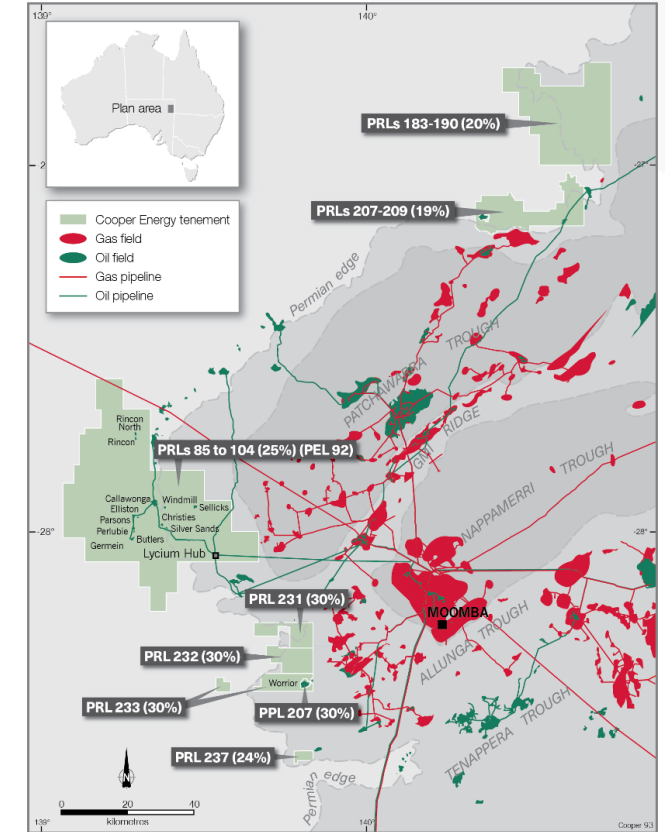 139°
140°
Plan area
PRLs 183-190 (20%)
PRLs 207-209 (19%)
Cooper Energy tenement
Gas field
Oil field
Gas pipeline
Oil pipeline
Permian edge
PATCHAWARRA TROUGH
RIDGE
Rincon
North
Rincon
PRLs 85 to 104 (25%) (PEL 92)
NAPPAMERRI TROUGH
Callawonga
Windmill
Elliston
Sellicks
Parsons
Christies
Perlubie
Silver Sands
Butlers
Germein
-28°
-28°
Lycium Hub
PRL 231 (30%)
MOOMBA
ALLUNGA TROUGH
PRL 232 (30%)
Worrior
PRL 233 (30%)
PPL 207 (30%)
TENAPPERA TROUGH
PRL 237 (24%)
Permian edge
N
0 20 40
kilometres
139°
140°
Cooper 93
-27°